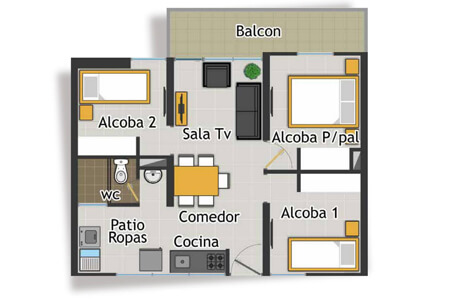 Balcon
Alcoba 2
Sala Tv
Alcoba P/pal
wc
Comedor
Alcoba 1
Patio
Ropas
Cocina